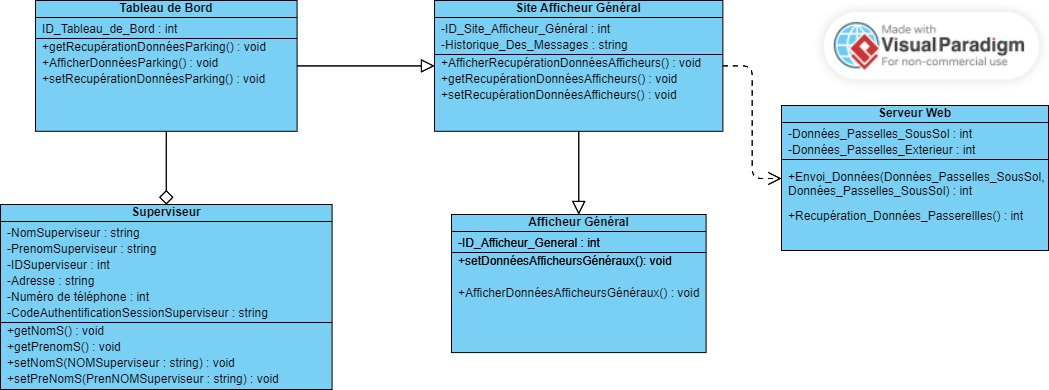 Tableau de Bord
ID_Tableau_de_Bord : int
+getRecupérationDonnéesParking() : void
+AfficherDonnéesParking() : void
+setRecupérationDonnéesParking() : void
Site Afficheur Général
-ID_Site_Afficheur_Général : int
-Historique_Des_Messages : string
+AfficherRecupérationDonnéesAfficheurs() : void
+getRecupérationDonnéesAfficheurs() : void
+setRecupérationDonnéesAfficheurs() : void
Made with
VisualParadigm
For non-commercial use
Serveur Web
-Données_Passelles_SousSol : int
-Données_Passelles_Exterieur : int
+Envoi_Données(Données_Passelles_SousSol,
Données_Passelles_SousSol) : int
+Recupération_Données_Passerellles() : int
Superviseur
-NomSuperviseur : string
-PrenomSuperviseur : string
-IDSuperviseur : int
-Adresse : string
-Numéro de téléphone : int
-CodeAuthentificationSessionSuperviseur : string
+getNomS() : void
+getPrenomS() : void
+setNomS(NOMSuperviseur : string) : void
+setPreNomS(PrenNOMSuperviseur : string) : void
Afficheur Général
-ID_Afficheur_General : int
+setDonnéesAfficheursGénéraux(): void
+AfficherDonnéesAfficheursGénéraux() : void